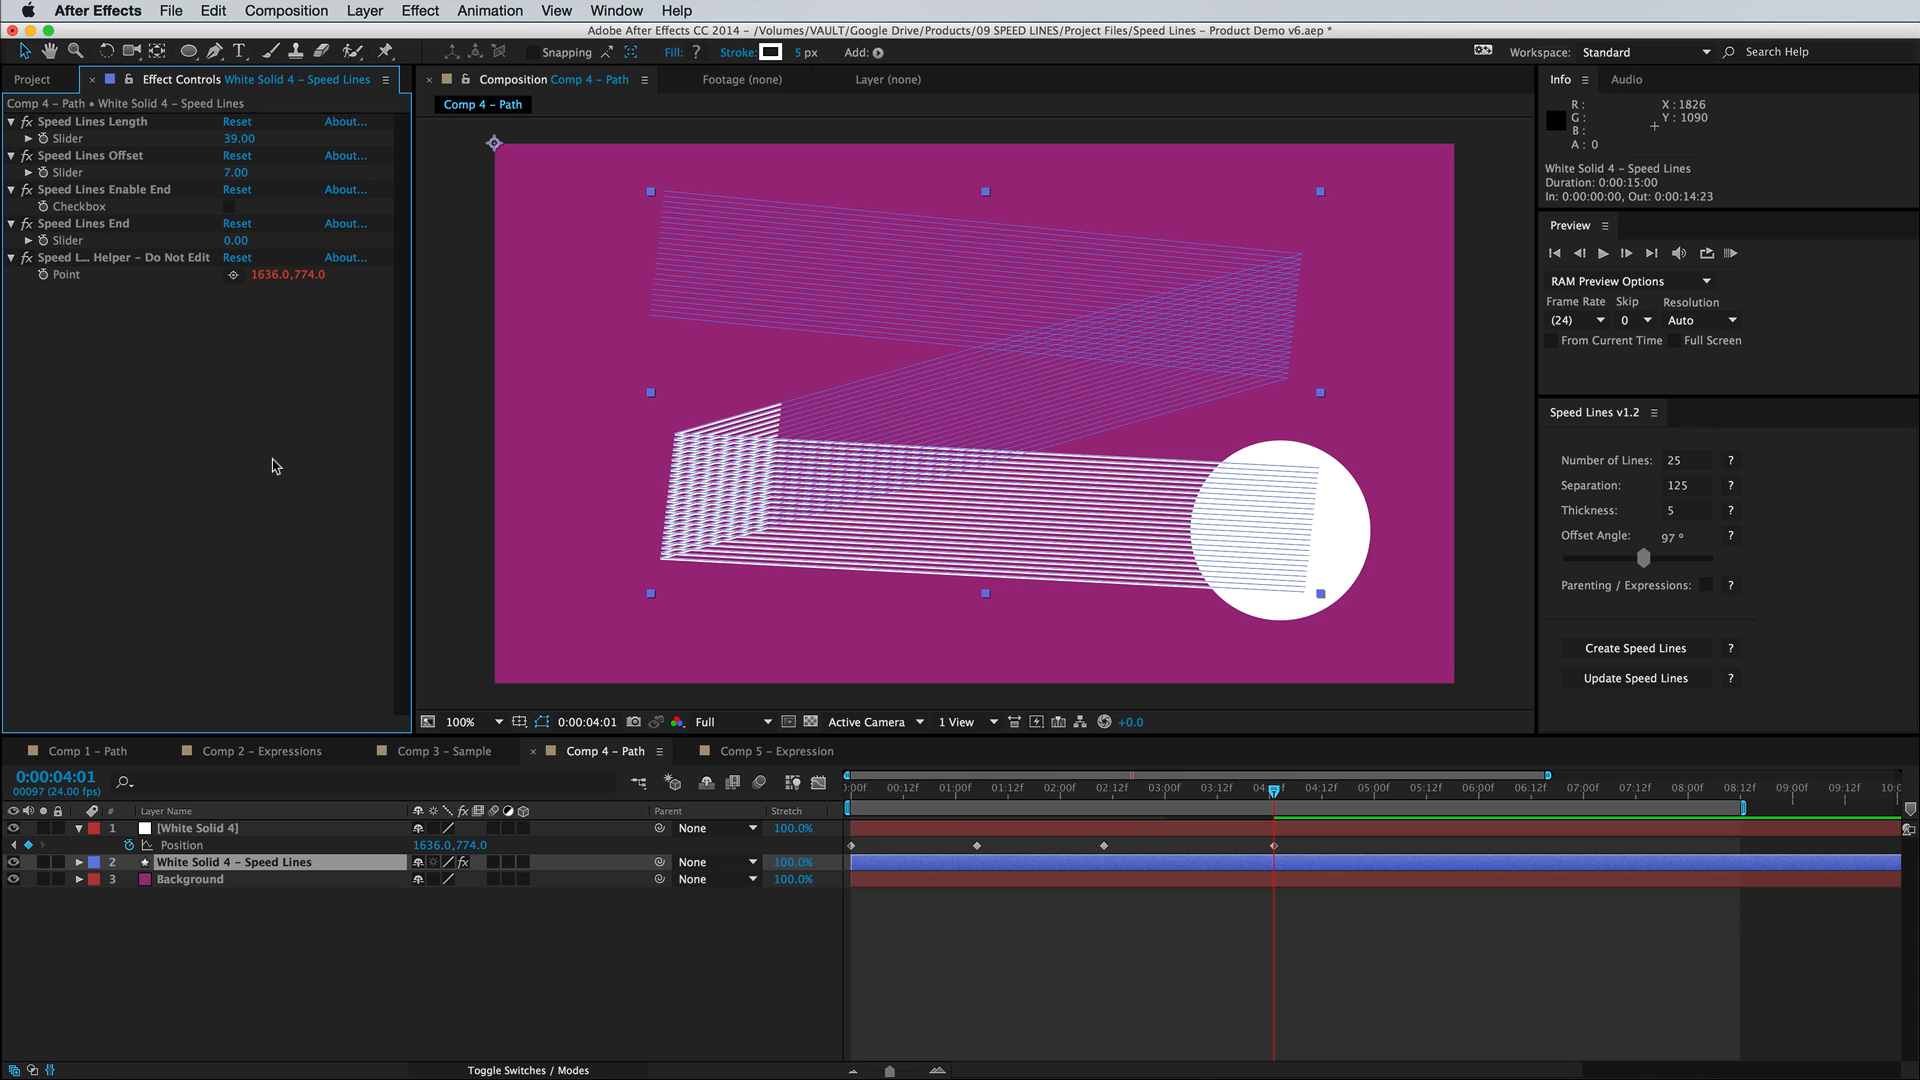 After Effects File Edit Composition Layer Effect Animation View Window Help
Adobe After Effects CC 2014 - /Volumes/VAULT/Google Drive/Products/09 SPEED LINES/Project Files/Speed Lines - Product Demo v6.aep *
T Snapping Fill: ? Stroke: 5 px Add: Workspace: Standard Search Help
Project × Effect Controls White Solid 4 – Speed Lines
Comp 4 – Path • White Solid 4 – Speed Lines
fx Speed Lines Length Reset About...
Slider 39.00
fx Speed Lines Offset Reset About...
Slider 7.00
fx Speed Lines Enable End Reset About...
Checkbox
fx Speed Lines End Reset About...
Slider 0.00
fx Speed L... Helper – Do Not Edit Reset About...
Point 1636.0,774.0
× Composition Comp 4 – Path Footage (none) Layer (none)
Comp 4 – Path
100% 0:00:04:01 Full Active Camera 1 View +0.0
Info Audio
R: X : 1826
G: Y : 1090
B:
A: 0
White Solid 4 – Speed Lines
Duration: 0:00:15:00
In: 0:00:00:00, Out: 0:00:14:23
Preview
RAM Preview Options
Frame Rate Skip Resolution
(24) 0 Auto
From Current Time Full Screen
Speed Lines v1.2
Number of Lines: 25 ?
Separation: 125 ?
Thickness: 5 ?
Offset Angle: 97 º ?
Parenting / Expressions: ?
Create Speed Lines ?
Update Speed Lines ?
Comp 1 – Path Comp 2 – Expressions Comp 3 – Sample × Comp 4 – Path Comp 5 – Expression
0:00:04:01
00097 (24.00 fps)
:00f 00:12f 01:00f 01:12f 02:00f 02:12f 03:00f 03:12f 04:12f 05:00f 05:12f 06:00f 06:12f 07:00f 07:12f 08:00f 08:12f 09:00f 09:12f 10:0
# Layer Name fx Parent Stretch
1 [White Solid 4] None 100.0%
Position 1636.0,774.0
2 White Solid 4 – Speed Lines fx None 100.0%
3 Background None 100.0%
Toggle Switches / Modes